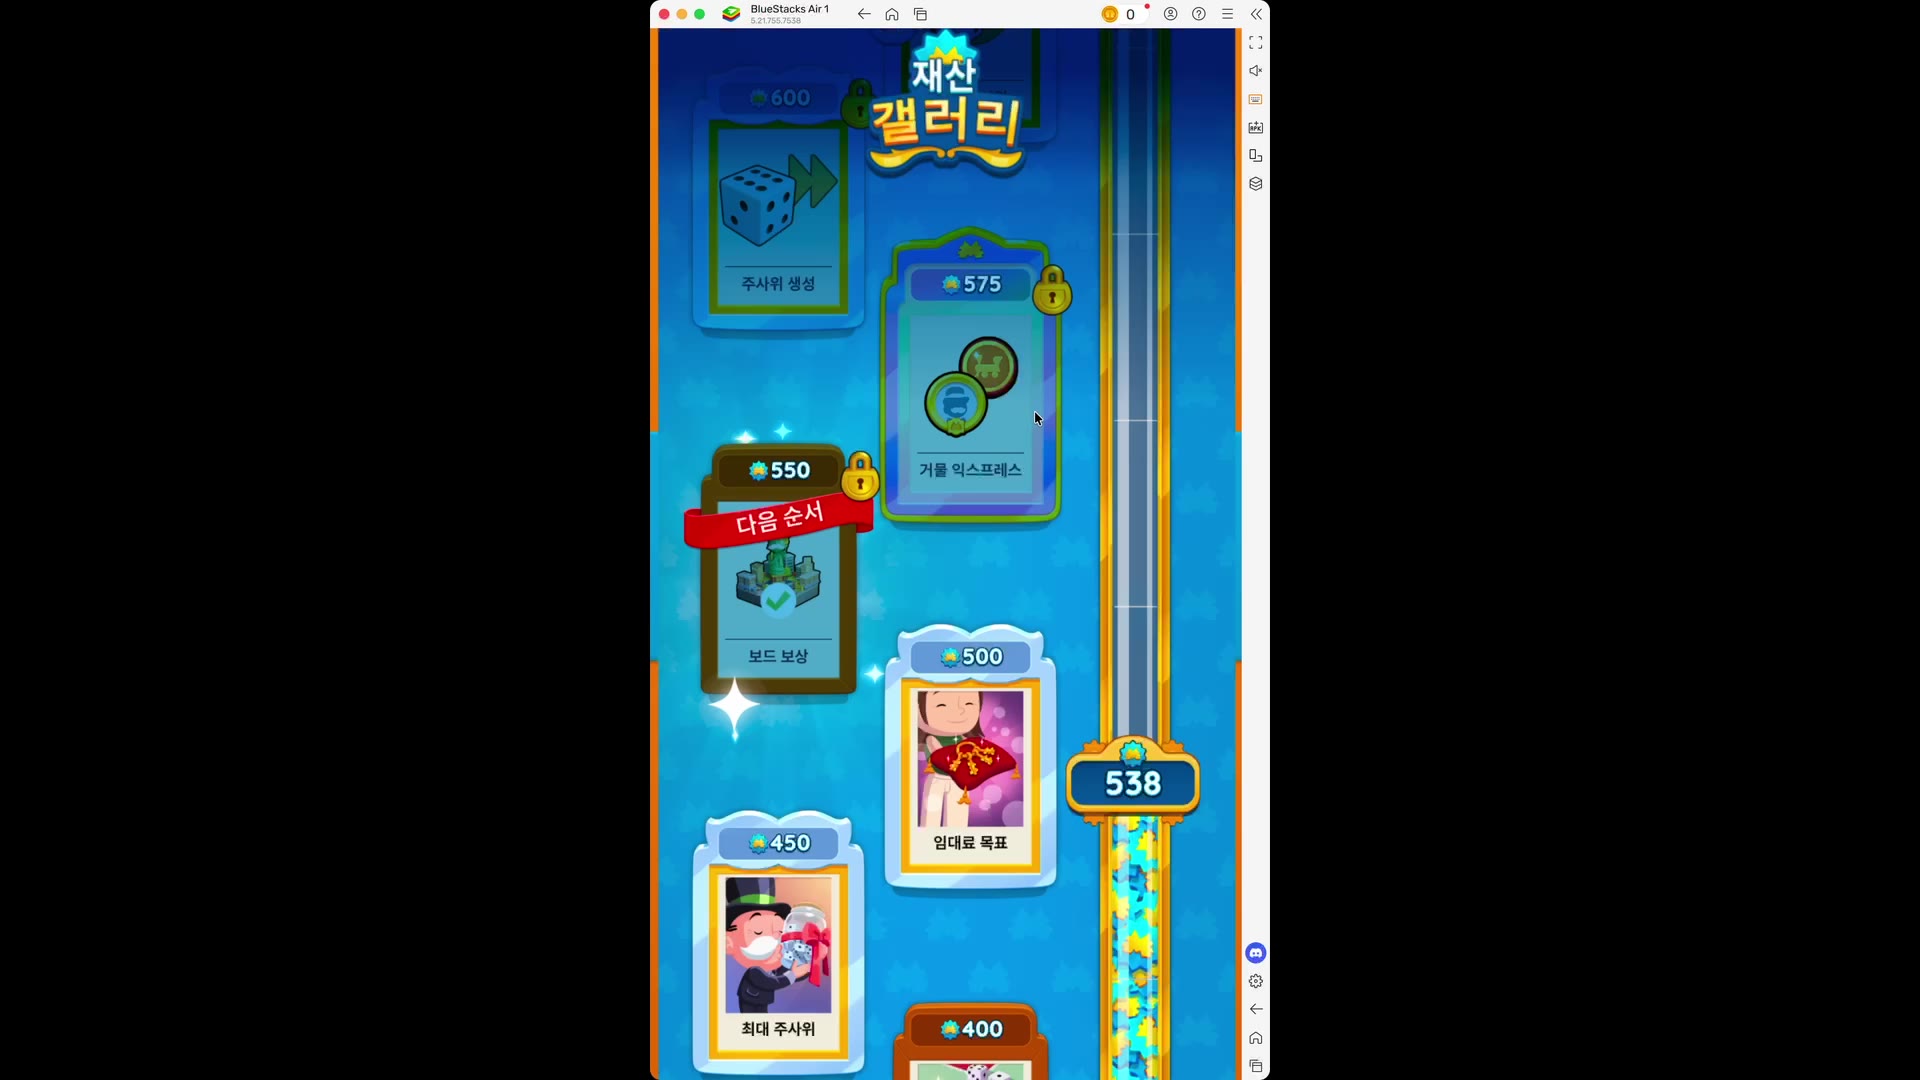 BlueStacks Air 1
5.21.755.7538
0
재산
갤러리
600
주사위 생성
575
거물 익스프레스
550
다음 순서
보드 보상
500
임대료 목표
538
450
최대 주사위
400